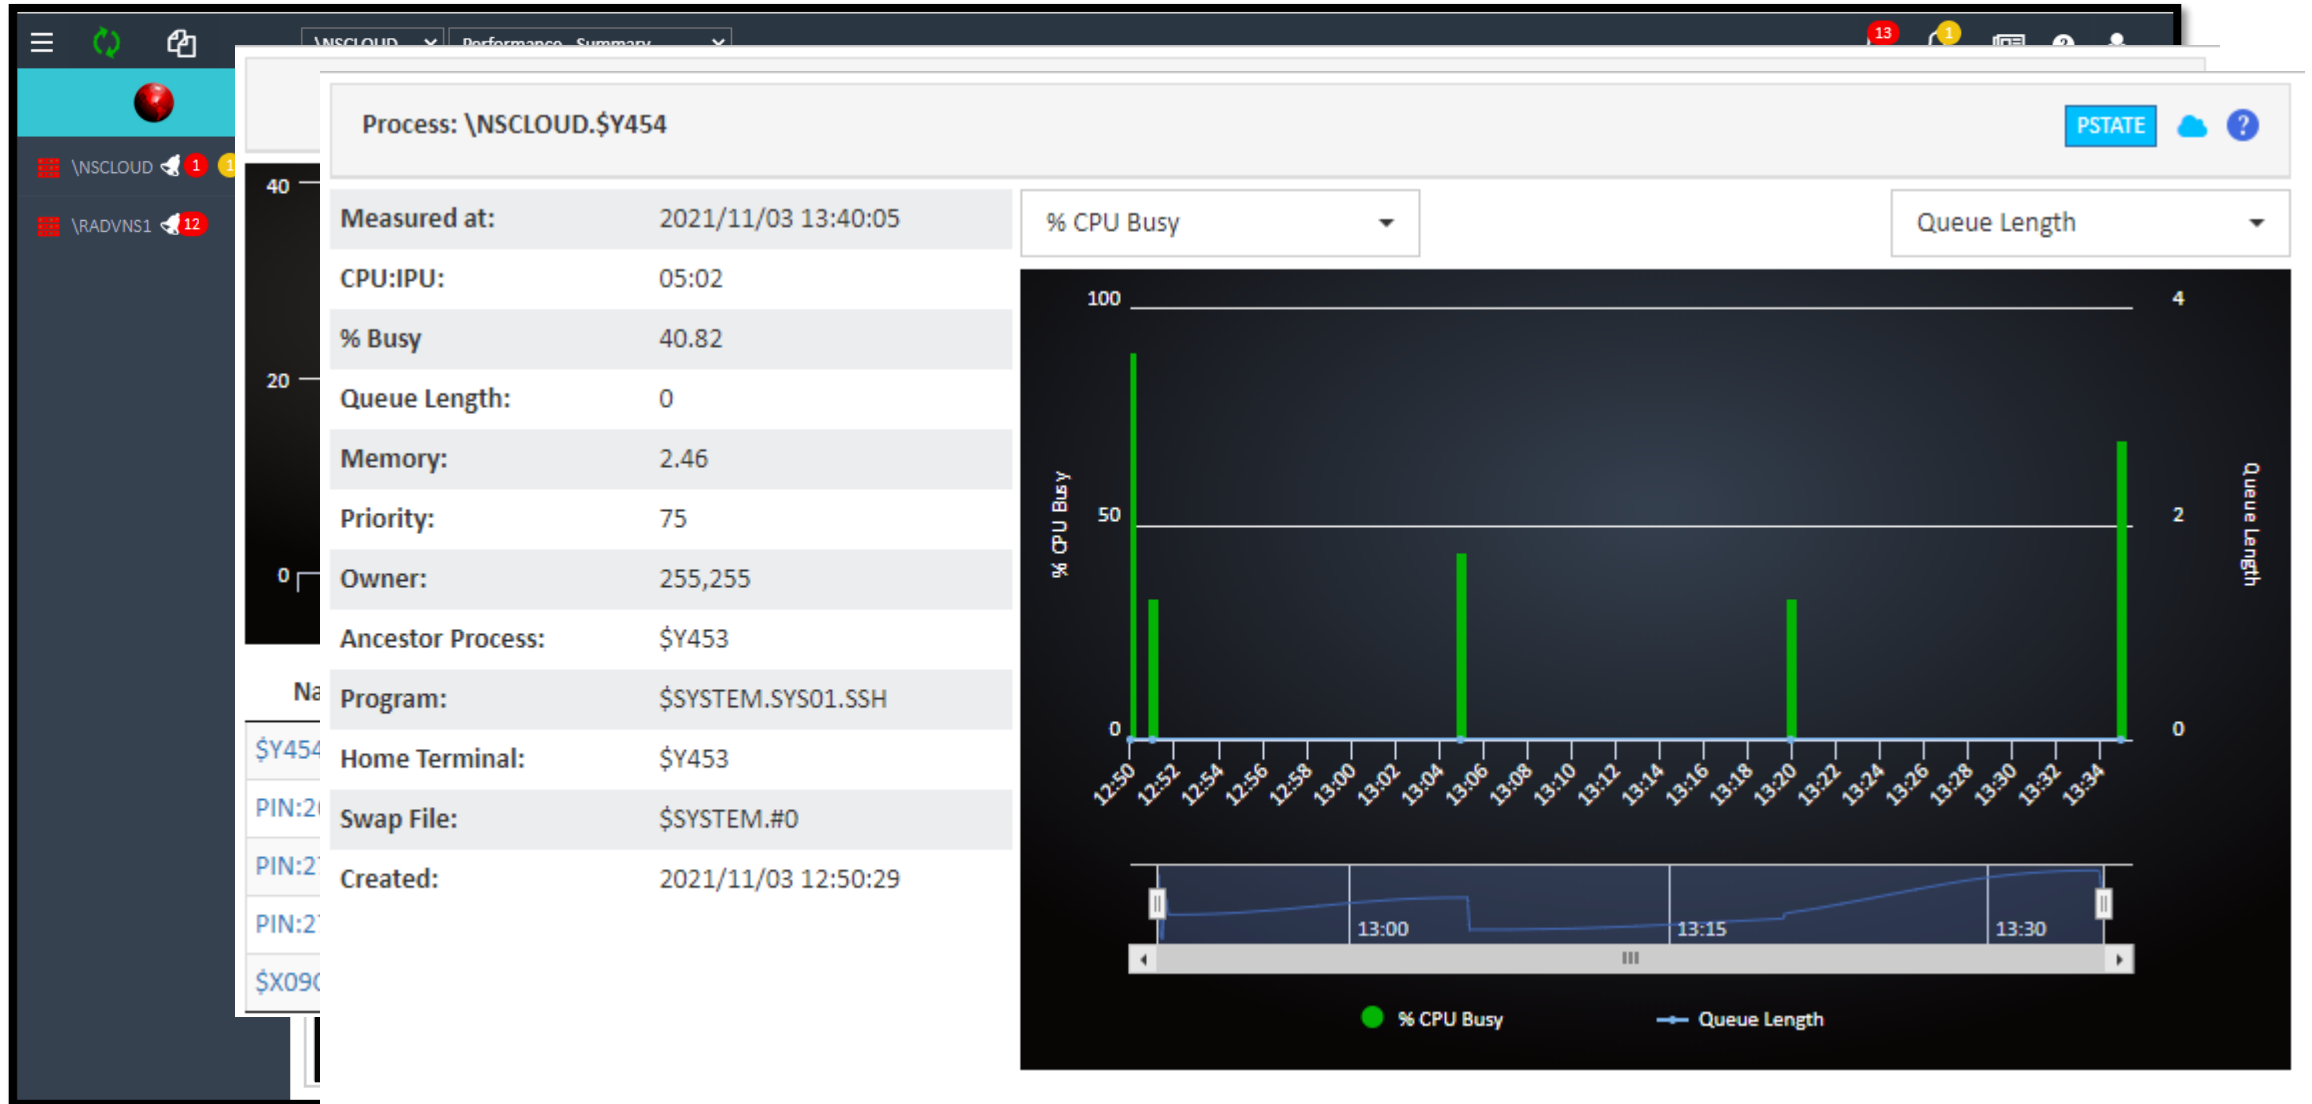 \NSCLOUD Performance - Summary 13 1
\NSCLOUD 1 1
\RADVNS1 12
40
20
0
$Y454
Process: \NSCLOUD.$Y454 PSTATE ?
Measured at: 2021/11/03 13:40:05
CPU:IPU: 05:02
% Busy 40.82
Queue Length: 0
Memory: 2.46
Priority: 75
Owner: 255,255
Ancestor Process: $Y453
Program: $SYSTEM.SYS01.SSH
Home Terminal: $Y453
Swap File: $SYSTEM.#0
Created: 2021/11/03 12:50:29
% CPU Busy Queue Length
100 4
50 2
0 0
% CPU Busy
Queue Length
12:50 12:52 12:54 12:56 12:58 13:00 13:02 13:04 13:06 13:08 13:10 13:12 13:14 13:16 13:18 13:20 13:22 13:24 13:26 13:28 13:30 13:32 13:34
13:00 13:15 13:30
% CPU Busy Queue Length